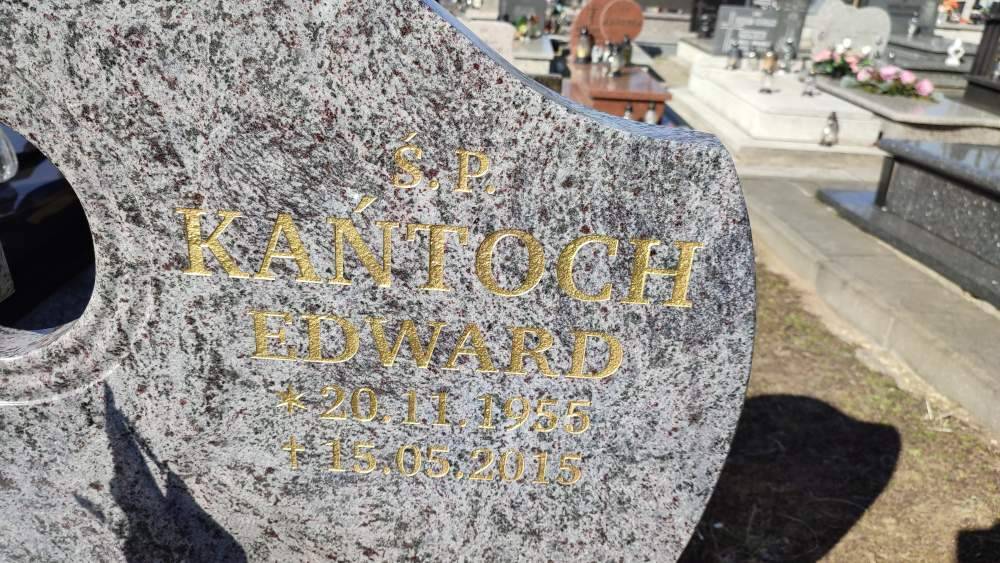 Ś. P.
KAŃTOCH
EDWARD
* 20.11.1955
† 15.05.2015